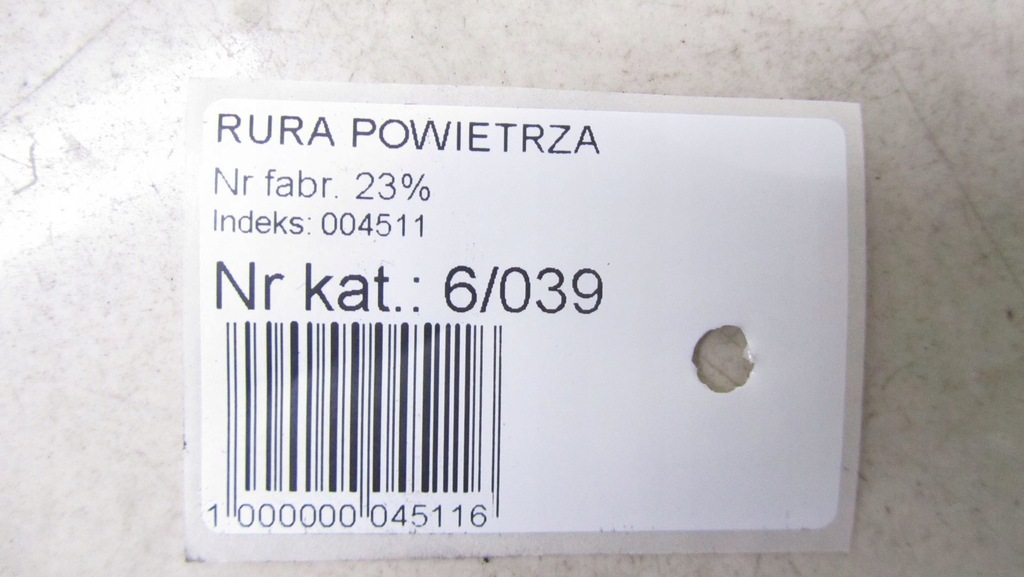 RURA POWIETRZA
Nr fabr. 23%
Indeks: 004511
Nr kat.: 6/039
1 000000 045116